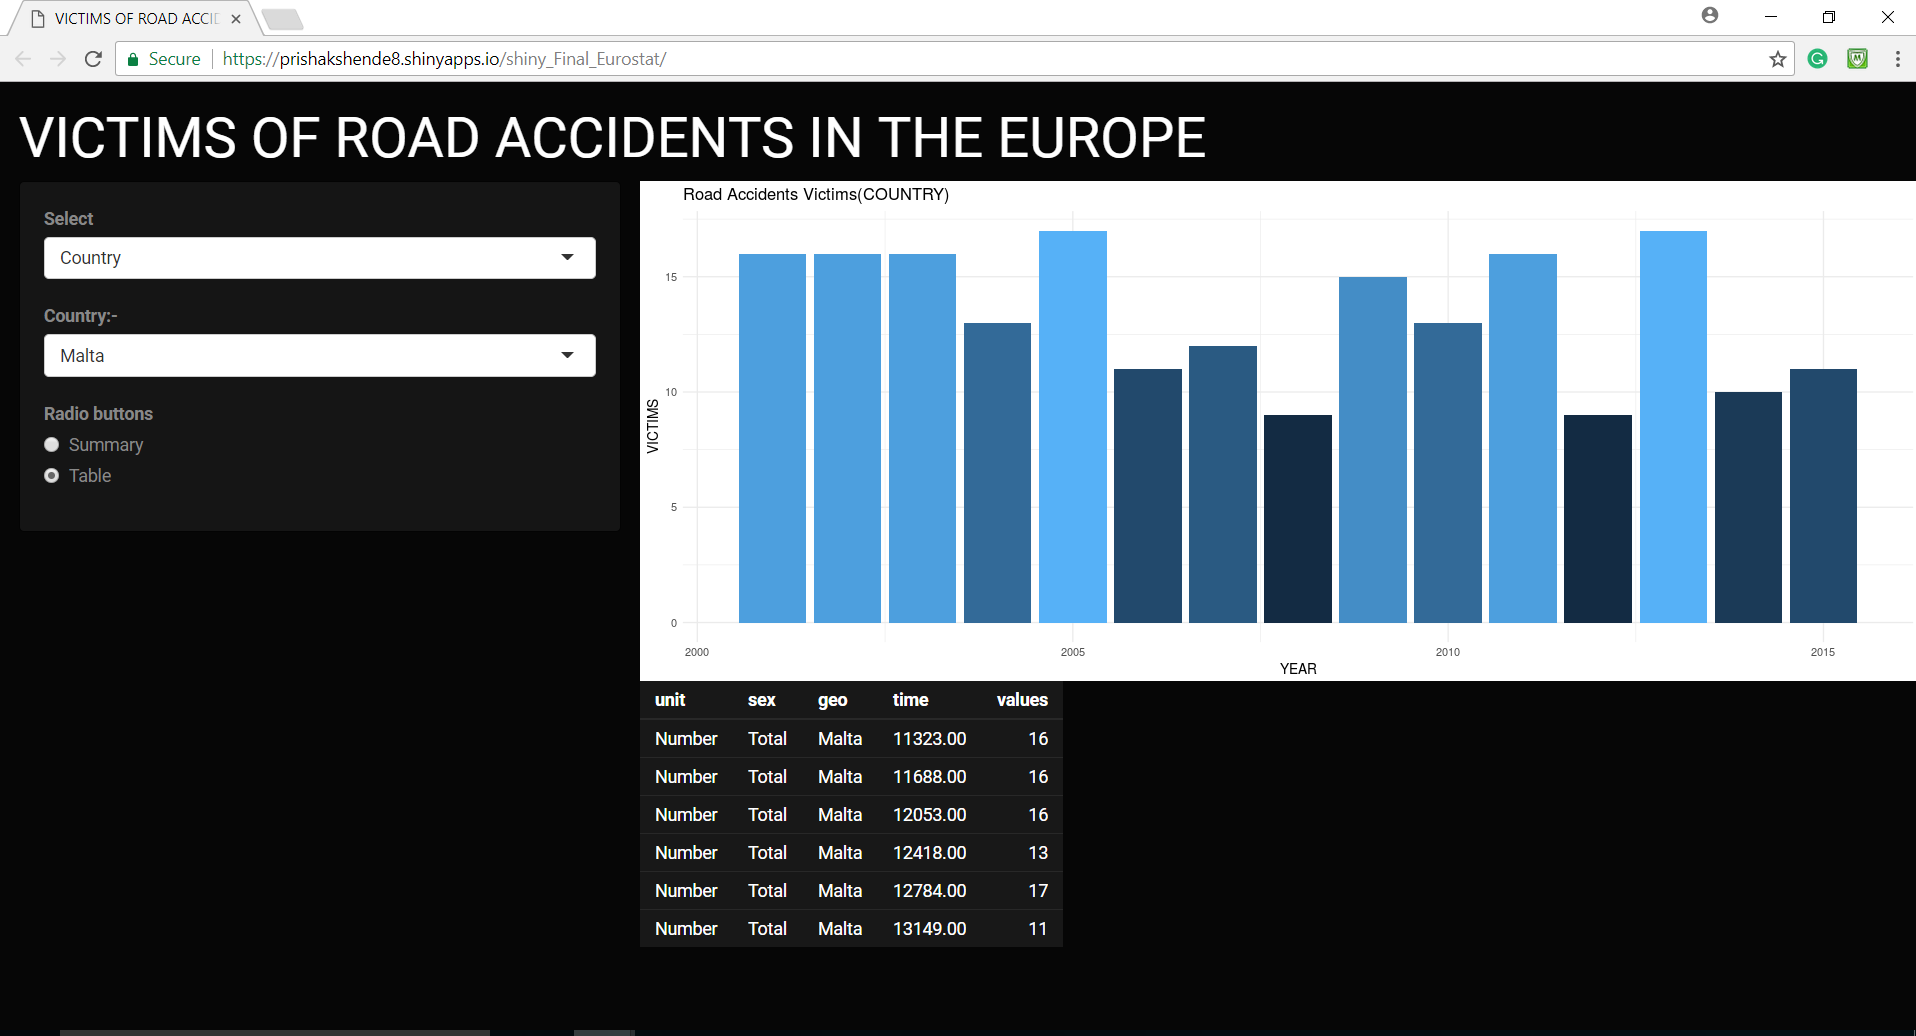 VICTIMS OF ROAD ACCID
Secure
https://prishakshende8.shinyapps.io/shiny_Final_Eurostat/
VICTIMS OF ROAD ACCIDENTS IN THE EUROPE
Select
Country
Country:-
Malta
Radio buttons
Summary
Table
Road Accidents Victims(COUNTRY)
VICTIMS
15
10
5
0
2000 2005 2010 2015
YEAR
unit sex geo time values
Number Total Malta 11323.00 16
Number Total Malta 11688.00 16
Number Total Malta 12053.00 16
Number Total Malta 12418.00 13
Number Total Malta 12784.00 17
Number Total Malta 13149.00 11